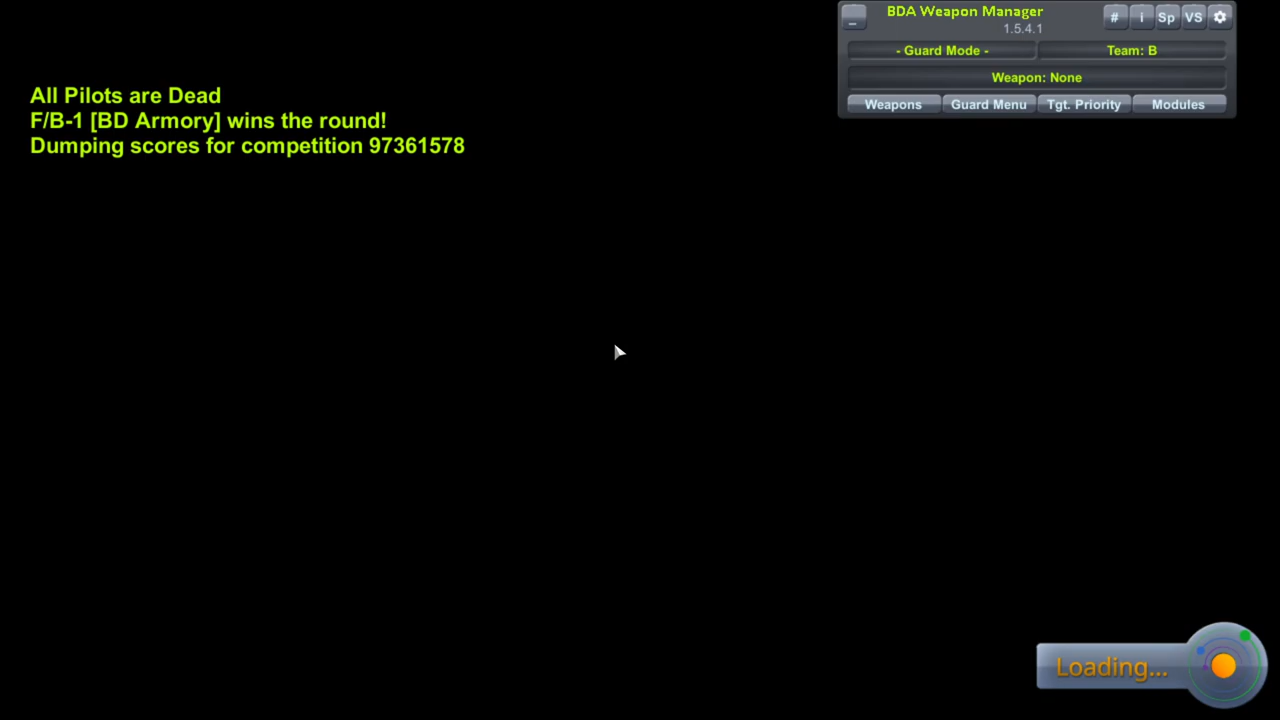 BDA Weapon Manager
1.5.4.1
_ # i Sp VS
- Guard Mode - Team: B
Weapon: None
Weapons Guard Menu Tgt. Priority Modules
All Pilots are Dead
F/B-1 [BD Armory] wins the round!
Dumping scores for competition 97361578
Loading...